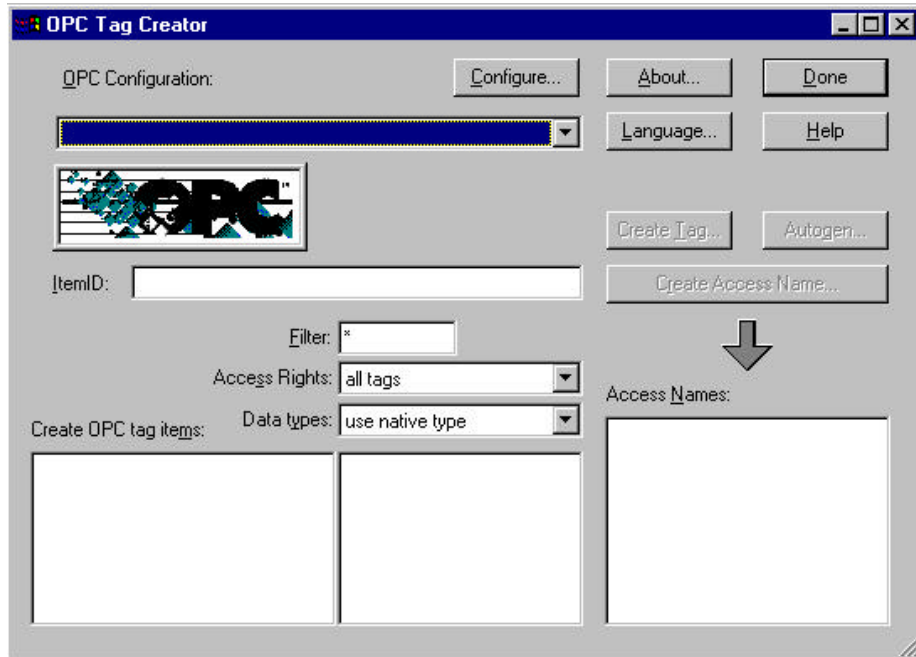 OPC Tag Creator
OPC Configuration:
Configure...
About...
Done
Language...
Help
OPC
Create Tag...
Autogen...
ItemID:
Create Access Name...
Filter: *
Access Rights: all tags
Access Names:
Data types: use native type
Create OPC tag items: